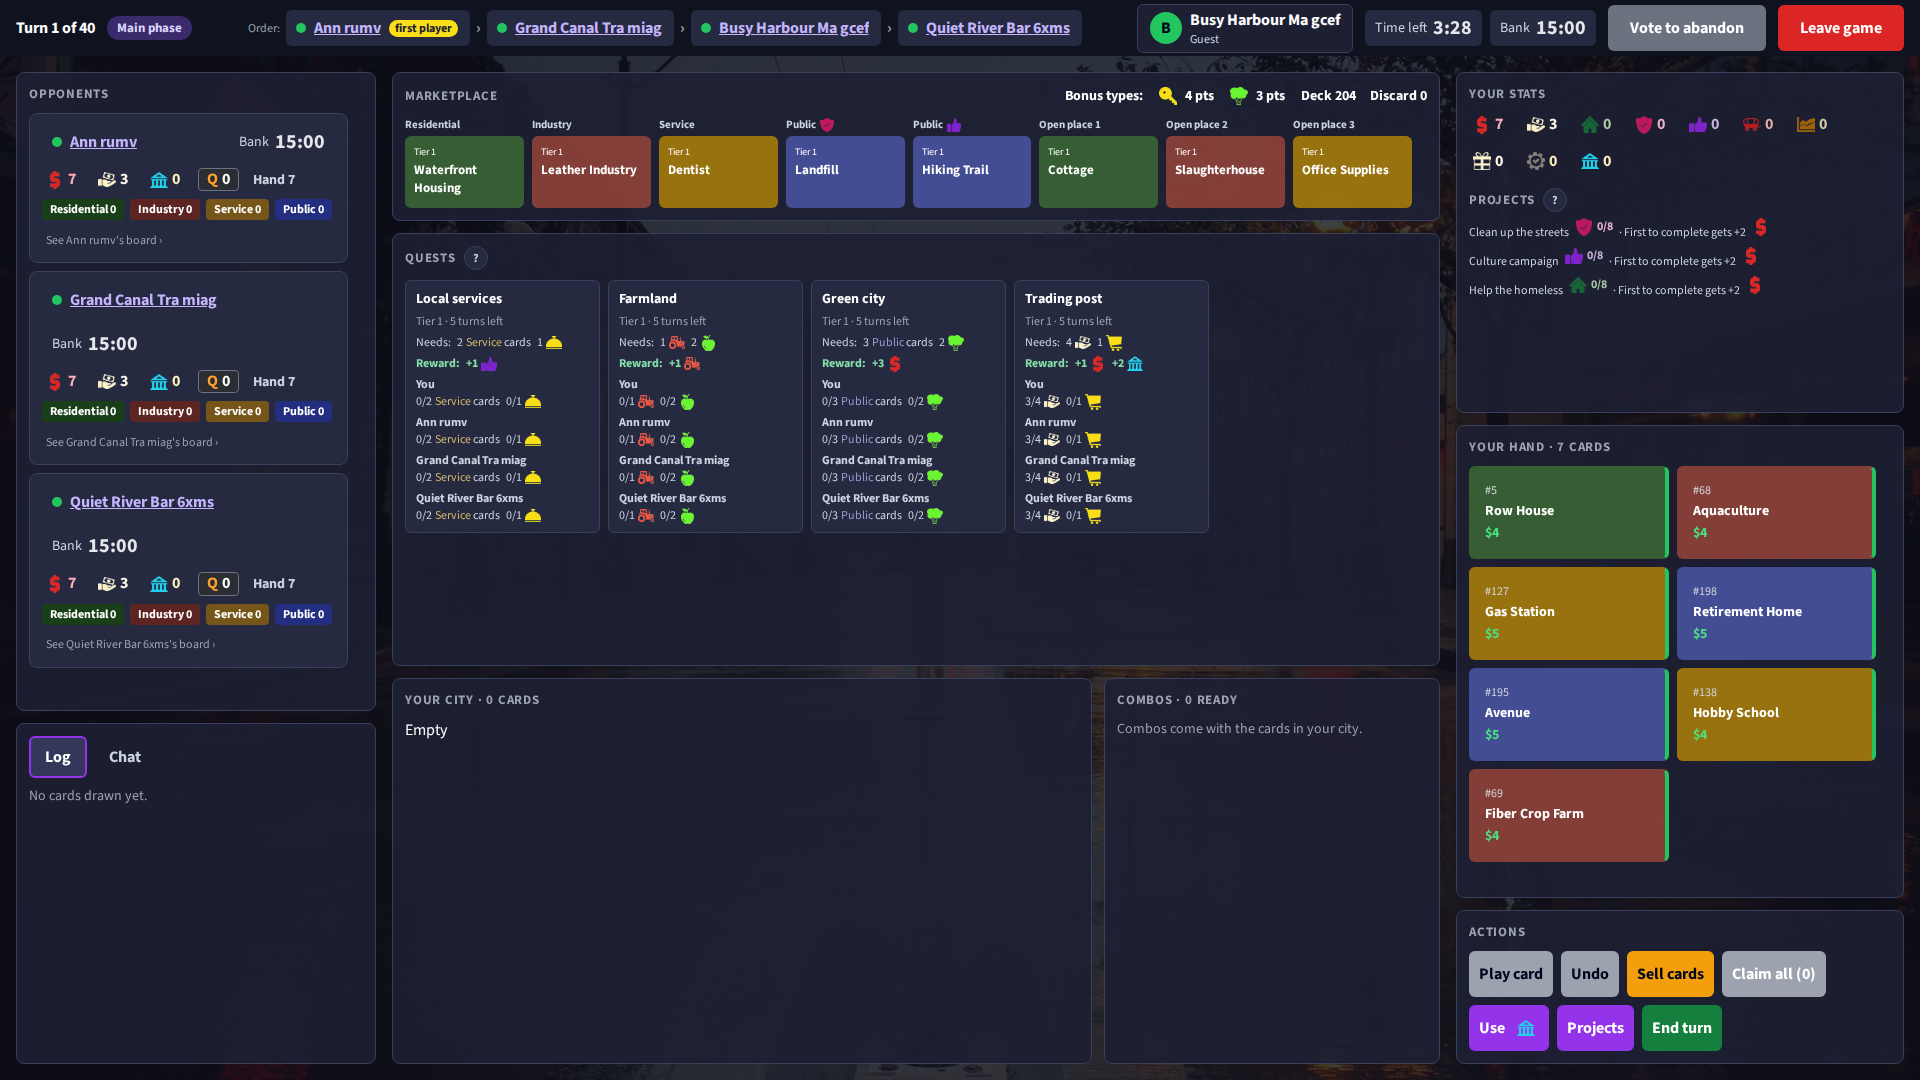 Turn 1 of 40 Main phase Order: Ann rumv first player › Grand Canal Tra miag › Busy Harbour Ma gcef › Quiet River Bar 6xms B Busy Harbour Ma gcef Time left 3:28 Bank 15:00 Vote to abandon Leave game
Guest
OPPONENTS
Ann rumv Bank 15:00
7 3 0 Q 0 Hand 7
Residential 0 Industry 0 Service 0 Public 0
See Ann rumv's board ›
Grand Canal Tra miag
Bank 15:00
7 3 0 Q 0 Hand 7
Residential 0 Industry 0 Service 0 Public 0
See Grand Canal Tra miag's board ›
Quiet River Bar 6xms
Bank 15:00
7 3 0 Q 0 Hand 7
Residential 0 Industry 0 Service 0 Public 0
See Quiet River Bar 6xms's board ›
Log Chat
No cards drawn yet.
MARKETPLACE Bonus types: 4 pts 3 pts Deck 204 Discard 0
Residential Industry Service Public Public Open place 1 Open place 2 Open place 3
Tier 1 Tier 1 Tier 1 Tier 1 Tier 1 Tier 1 Tier 1 Tier 1
Waterfront Leather Industry Dentist Landfill Hiking Trail Cottage Slaughterhouse Office Supplies
Housing
QUESTS ?
Local services
Tier 1 · 5 turns left
Needs: 2 Service cards 1
Reward: +1
You
0/2 Service cards 0/1
Ann rumv
0/2 Service cards 0/1
Grand Canal Tra miag
0/2 Service cards 0/1
Quiet River Bar 6xms
0/2 Service cards 0/1
Farmland
Tier 1 · 5 turns left
Needs: 1 2
Reward: +1
You
0/1 0/2
Ann rumv
0/1 0/2
Grand Canal Tra miag
0/1 0/2
Quiet River Bar 6xms
0/1 0/2
Green city
Tier 1 · 5 turns left
Needs: 3 Public cards 2
Reward: +3
You
0/3 Public cards 0/2
Ann rumv
0/3 Public cards 0/2
Grand Canal Tra miag
0/3 Public cards 0/2
Quiet River Bar 6xms
0/3 Public cards 0/2
Trading post
Tier 1 · 5 turns left
Needs: 4 1
Reward: +1 +2
You
3/4 0/1
Ann rumv
3/4 0/1
Grand Canal Tra miag
3/4 0/1
Quiet River Bar 6xms
3/4 0/1
YOUR CITY · 0 CARDS
Empty
COMBOS · 0 READY
Combos come with the cards in your city.
YOUR STATS
7 3 0 0 0 0 0
0 0 0
PROJECTS ?
Clean up the streets 0/8 · First to complete gets +2
Culture campaign 0/8 · First to complete gets +2
Help the homeless 0/8 · First to complete gets +2
YOUR HAND · 7 CARDS
#5
Row House
$4
#68
Aquaculture
$4
#127
Gas Station
$5
#198
Retirement Home
$5
#195
Avenue
$5
#138
Hobby School
$4
#69
Fiber Crop Farm
$4
ACTIONS
Play card Undo Sell cards Claim all (0)
Use Projects End turn